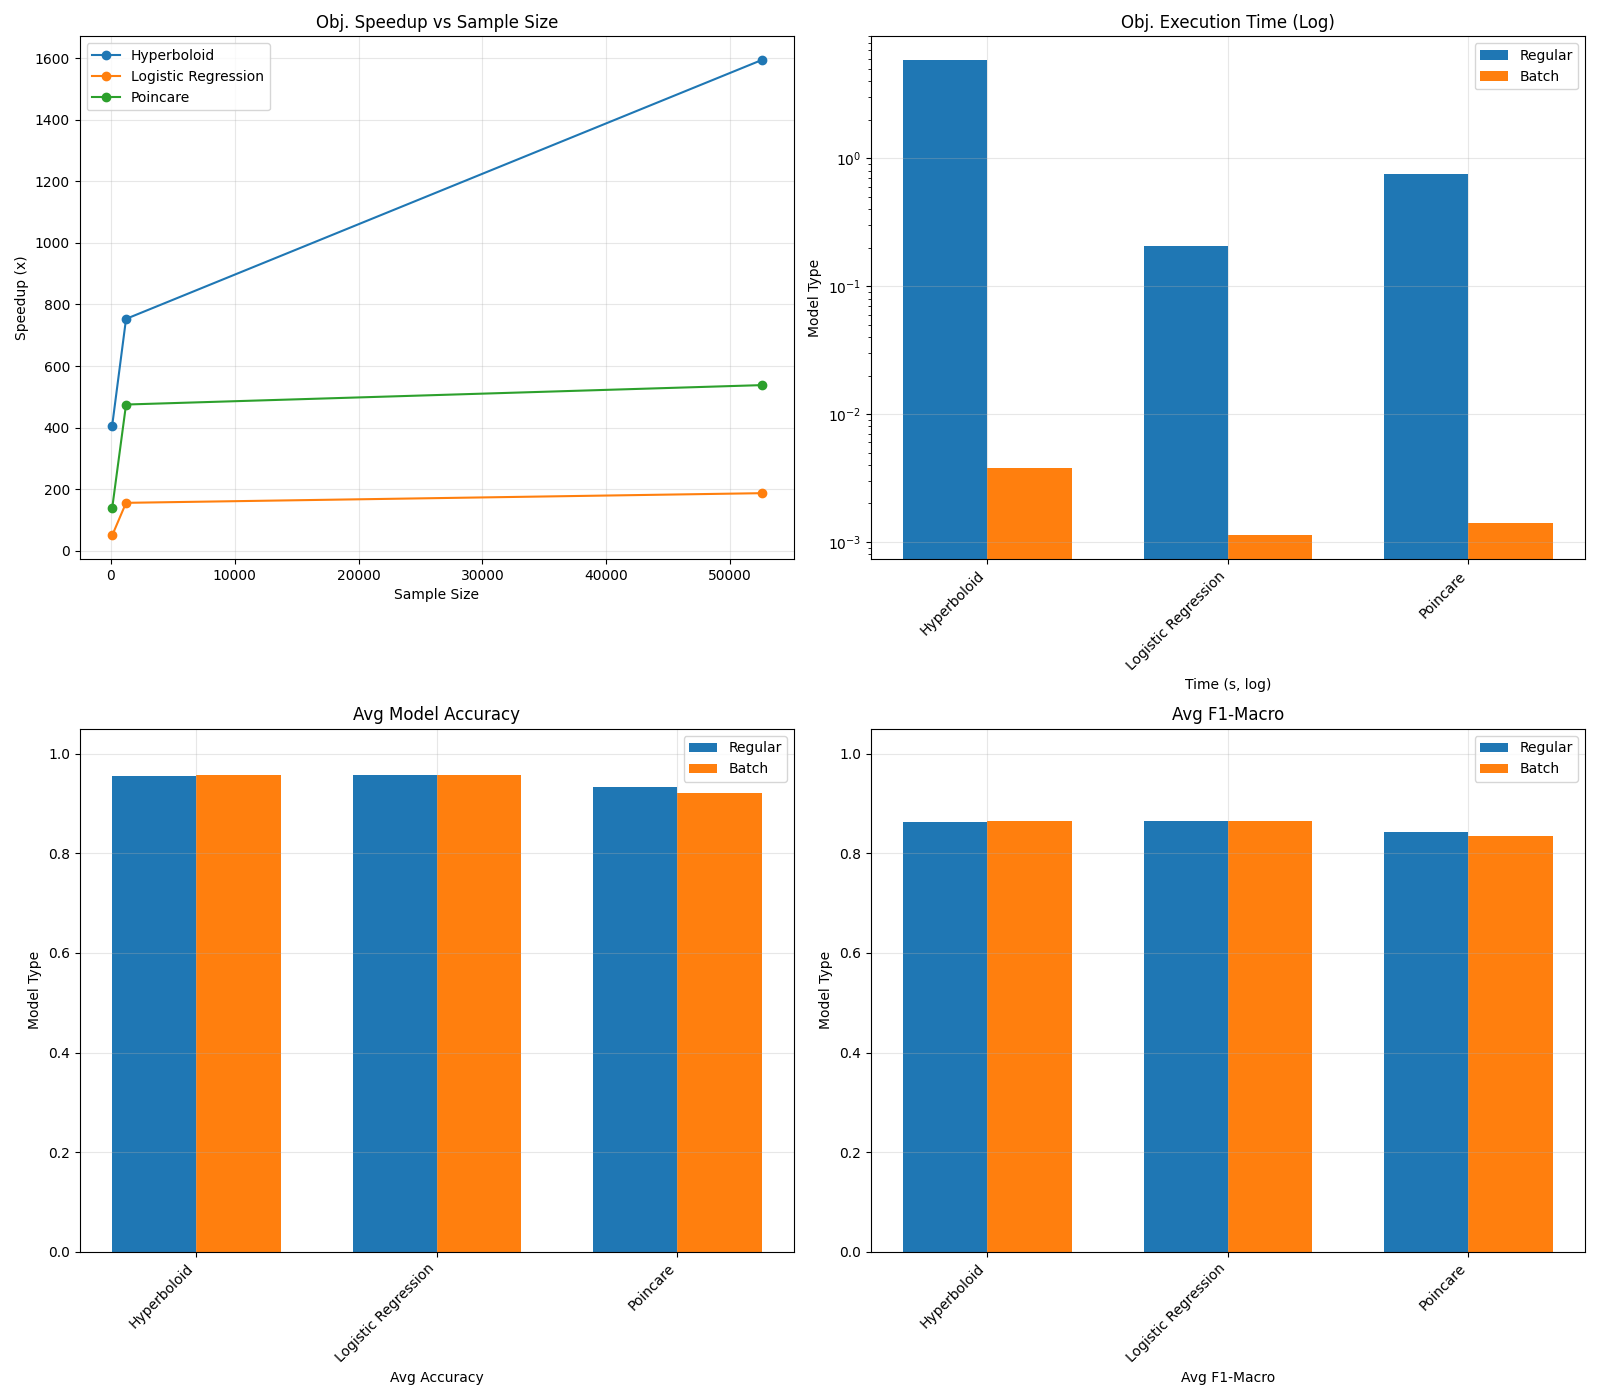 Obj. Speedup vs Sample Size
Hyperboloid
Logistic Regression
Poincare
1600
1400
1200
1000
800
600
400
200
0
Speedup (x)
0 10000 20000 30000 40000 50000
Sample Size
Obj. Execution Time (Log)
Regular
Batch
10⁰
10⁻¹
10⁻²
10⁻³
Model Type
Hyperboloid
Logistic Regression
Poincare
Time (s, log)
Avg Model Accuracy
Regular
Batch
1.0
0.8
0.6
0.4
0.2
0.0
Model Type
Hyperboloid
Logistic Regression
Poincare
Avg Accuracy
Avg F1-Macro
Regular
Batch
1.0
0.8
0.6
0.4
0.2
0.0
Model Type
Hyperboloid
Logistic Regression
Poincare
Avg F1-Macro